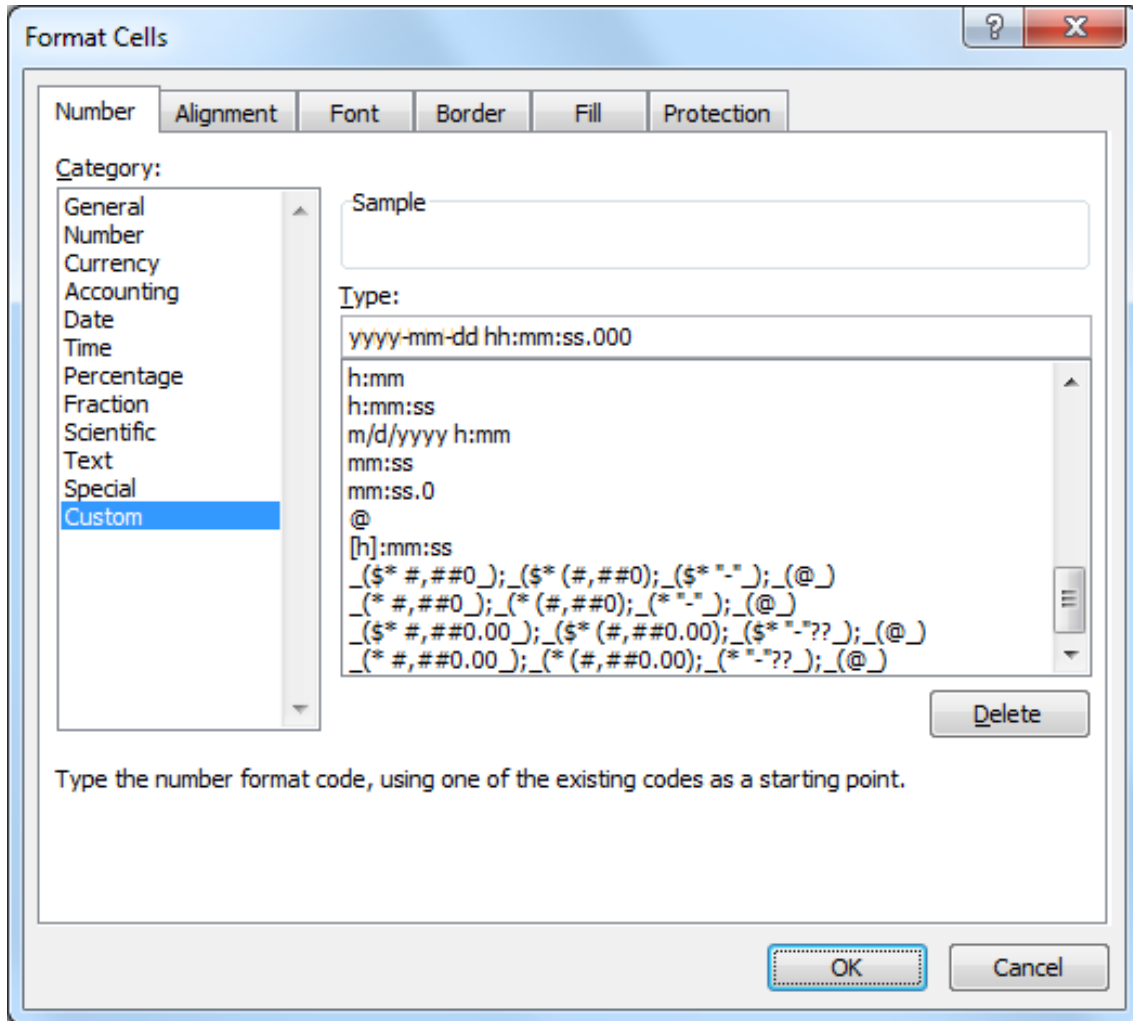 Format Cells
Number Alignment Font Border Fill Protection
Category:
General
Number
Currency
Accounting
Date
Time
Percentage
Fraction
Scientific
Text
Special
Custom
Sample
Type:
yyyy-mm-dd hh:mm:ss.000
h:mm
h:mm:ss
m/d/yyyy h:mm
mm:ss
mm:ss.0
@
[h]:mm:ss
_($* #,##0_);_($* (#,##0);_($* "-"_);_(@_)
_(* #,##0_);_(* (#,##0);_(* "-"_);_(@_)
_($* #,##0.00_);_($* (#,##0.00);_($* "-"??_);_(@_)
_(* #,##0.00_);_(* (#,##0.00);_(* "-"??_);_(@_)
Delete
Type the number format code, using one of the existing codes as a starting point.
OK Cancel